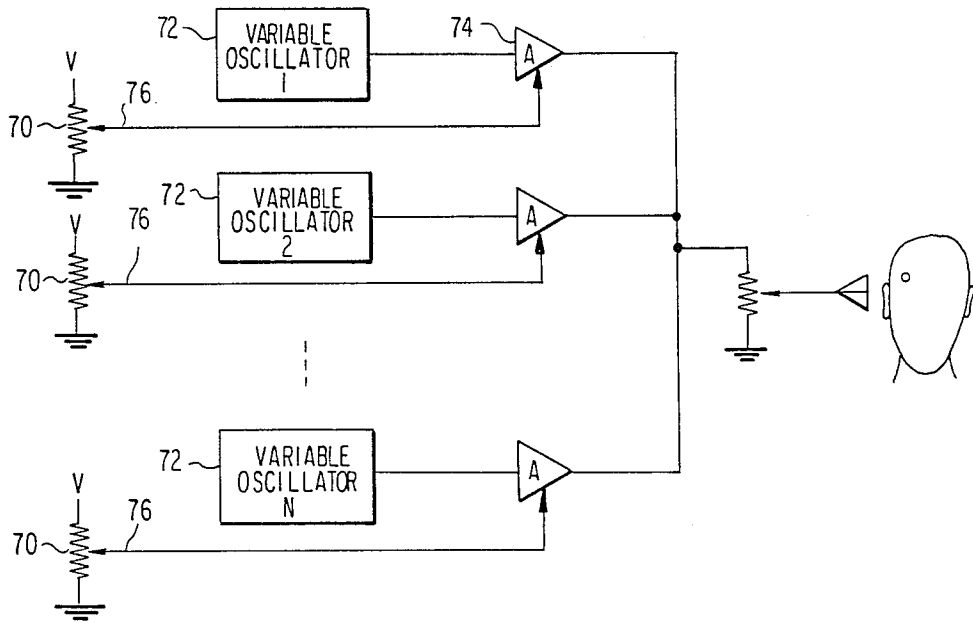 72
VARIABLE
OSCILLATOR
1
74
A
V
76
70
72
VARIABLE
OSCILLATOR
2
A
V
76
70
72
VARIABLE
OSCILLATOR
N
A
V
76
70